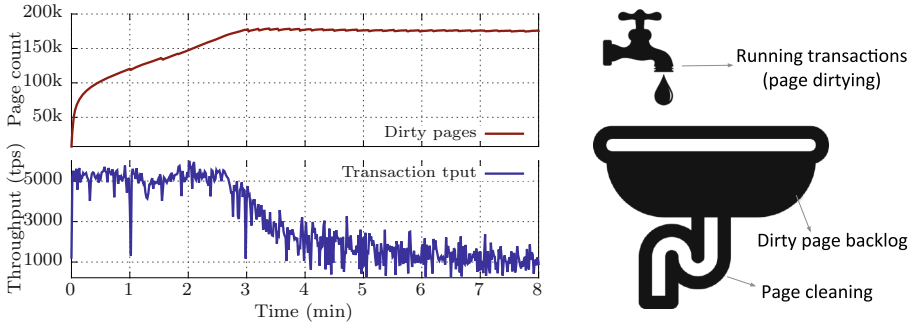 200k
150k
100k
50k
Page count
Dirty pages
5000
3000
1000
Throughput (tps)
Transaction tput
0 1 2 3 4 5 6 7 8
Time (min)
Running transactions
(page dirtying)
Dirty page backlog
Page cleaning